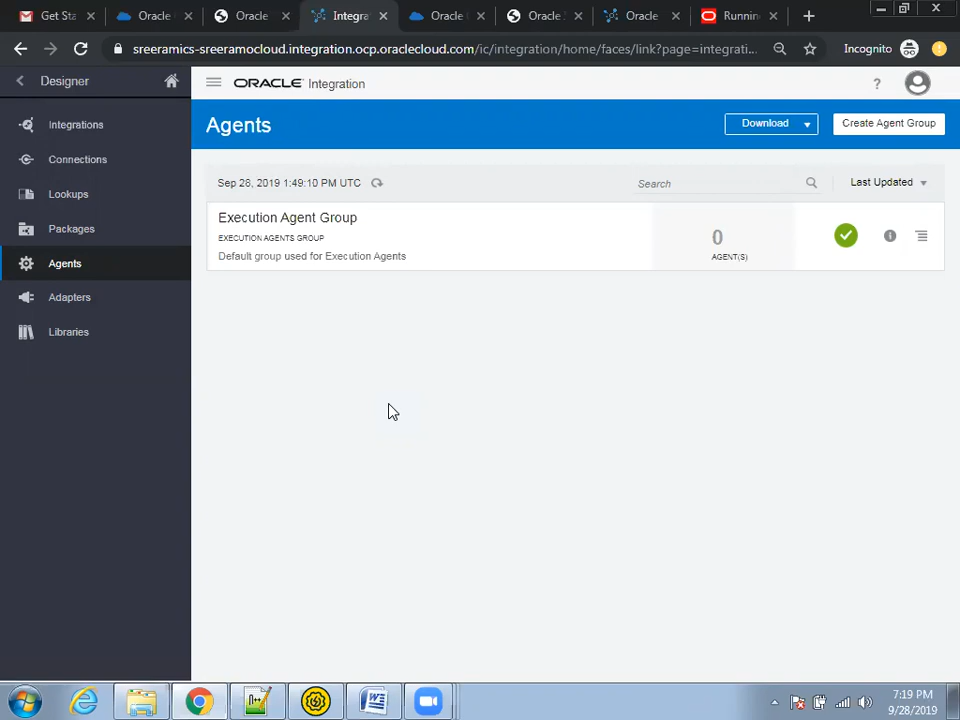 Get Sta
Oracle
Oracle
Integra
Oracle
Oracle
Oracle
Runnin
sreeramics-sreeramocloud.integration.ocp.oraclecloud.com/ic/integration/home/faces/link?page=integrati...
Incognito
Designer
ORACLE Integration
?
Integrations
Connections
Lookups
Packages
Agents
Adapters
Libraries
Agents
Download
Create Agent Group
Sep 28, 2019 1:49:10 PM UTC
Search
Last Updated
Execution Agent Group
EXECUTION AGENTS GROUP
Default group used for Execution Agents
0
AGENT(S)
7:19 PM
9/28/2019